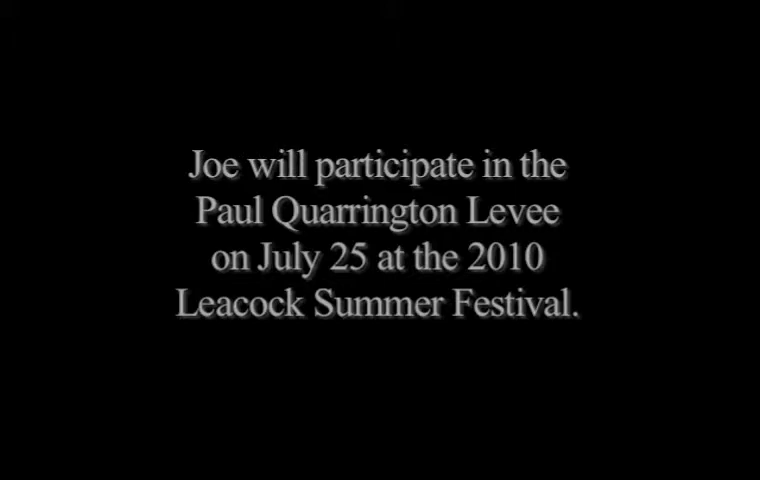 Joe will participate in the
Paul Quarrington Levee
on July 25 at the 2010
Leacock Summer Festival.